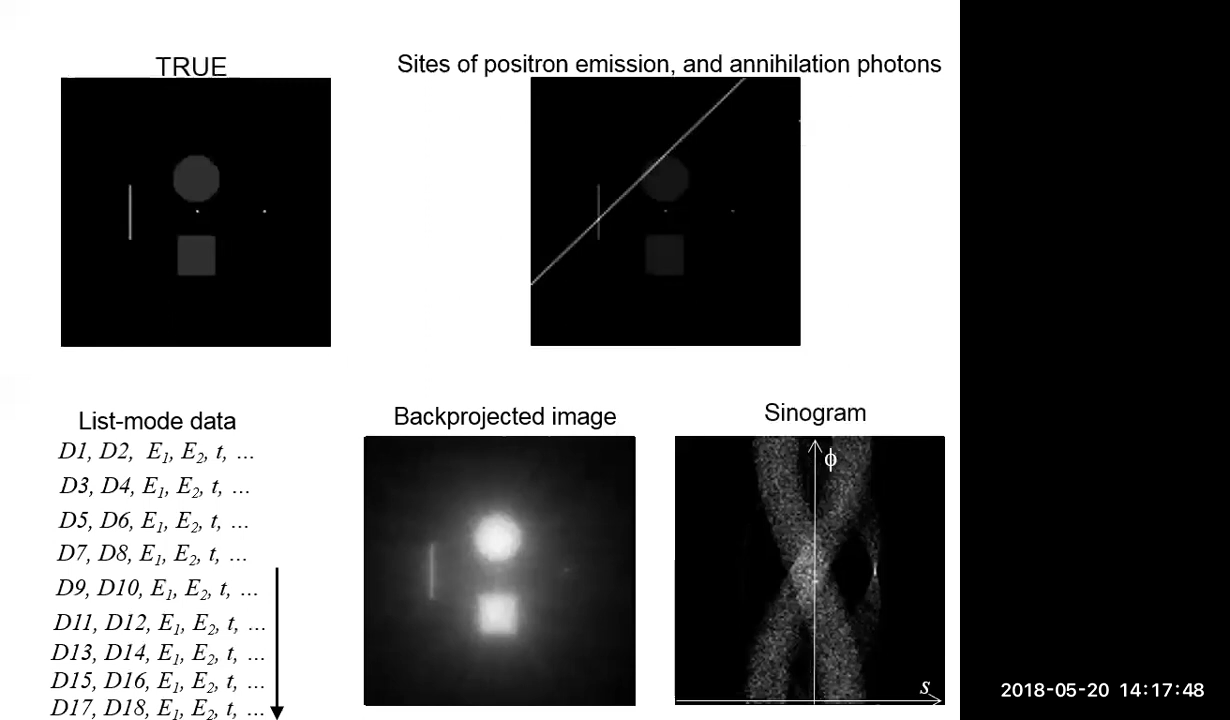 TRUE
Sites of positron emission, and annihilation photons
List-mode data
D1, D2, E1, E2, t, ...
D3, D4, E1, E2, t, ...
D5, D6, E1, E2, t, ...
D7, D8, E1, E2, t, ...
D9, D10, E1, E2, t, ...
D11, D12, E1, E2, t, ...
D13, D14, E1, E2, t, ...
D15, D16, E1, E2, t, ...
D17, D18, E1, E2, t, ...
Backprojected image
Sinogram
ϕ
s
2018-05-20 14:17:48